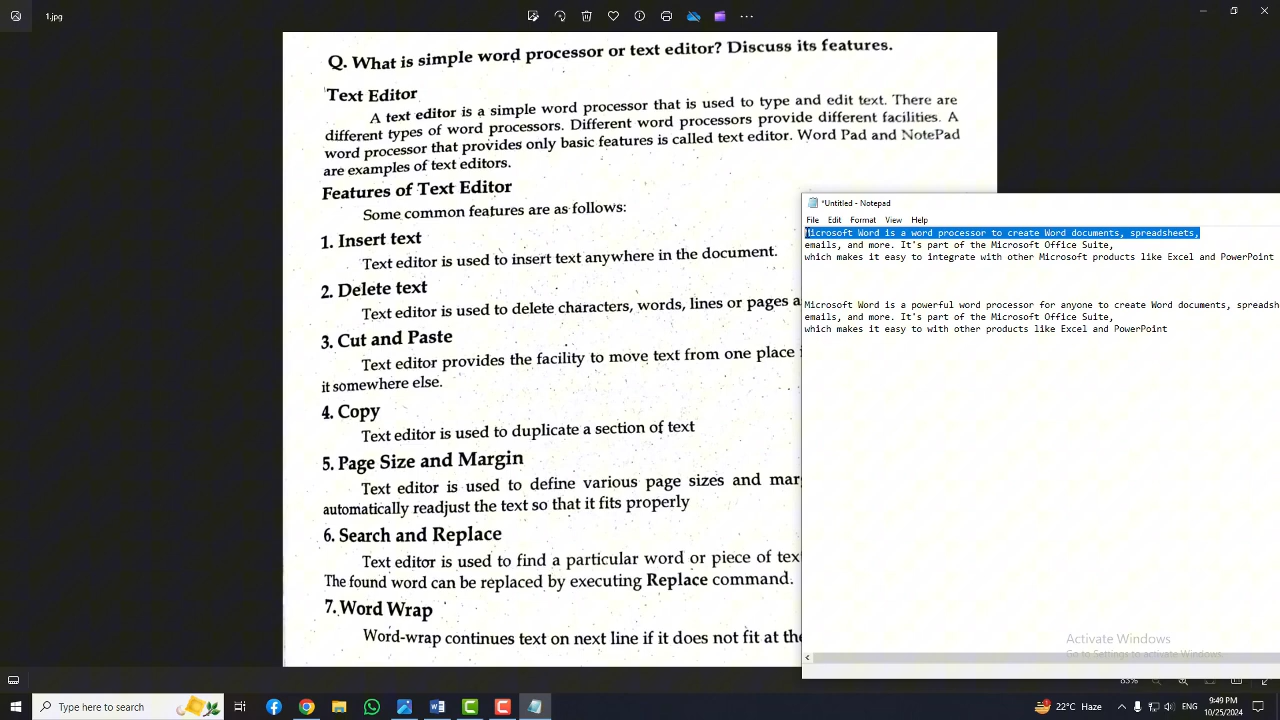 1.jpg
Q. What is simple word processor or text editor? Discuss its features.
Text Editor
A text editor is a simple word processor that is used to type and edit text. There are
different types of word processors. Different word processors provide different facilities. A
word processor that provides only basic features is called text editor. Word Pad and NotePad
are examples of text editors.
Features of Text Editor
Some common features are as follows:
1. Insert text
Text editor is used to insert text anywhere in the document.
2. Delete text
Text editor is used to delete characters, words, lines or pages a
3. Cut and Paste
Text editor provides the facility to move text from one place
it somewhere else.
4. Copy
Text editor is used to duplicate a section of text
5. Page Size and Margin
Text editor is used to define various page sizes and mar
automatically readjust the text so that it fits properly
6. Search and Replace
Text editor is used to find a particular word or piece of tex
The found word can be replaced by executing Replace command.
7. Word Wrap
Word-wrap continues text on next line if it does not fit at the
*Untitled - Notepad
File Edit Format View Help
Microsoft Word is a word processor to create Word documents, spreadsheets,
emails, and more. It's part of the Microsoft Office Suite,
which makes it easy to integrate with other Microsoft products like Excel and PowerPoint
Microsoft Word is a powerful word processor for anyone to create Word documents, spreadsh
emails, and more. It's part of the Microsoft Office Suite,
which makes it easy to with other products like Excel and PowerPoint
Activate Windows
Go to Settings to activate Windows.
Type here to search
22°C Haze
ENG
9:49 PM
10/25/2024